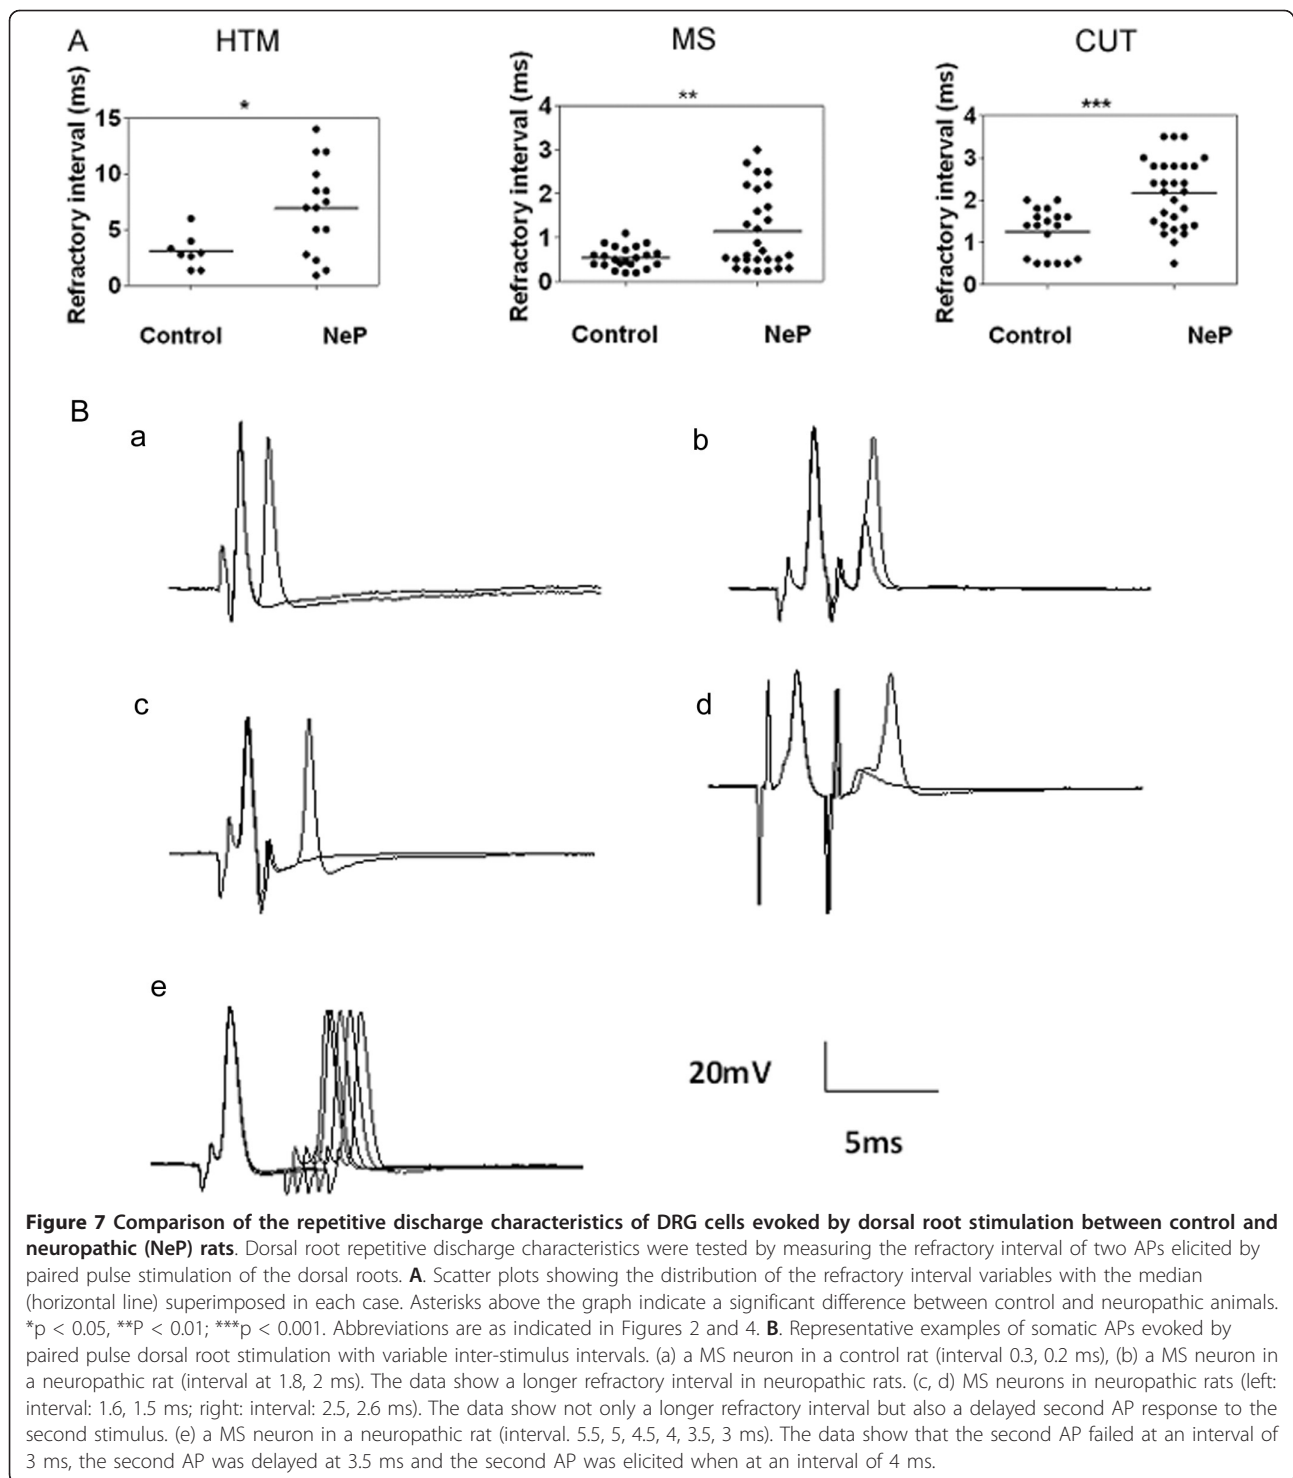 A
HTM
MS
CUT
Refractory interval (ms)
*
15
10
5
0
Control
NeP
Refractory interval (ms)
**
4
3
2
1
0
Control
NeP
Refractory interval (ms)
***
4
3
2
1
0
Control
NeP
B
a
b
c
d
e
20mV
5ms
Figure 7 Comparison of the repetitive discharge characteristics of DRG cells evoked by dorsal root stimulation between control and
neuropathic (NeP) rats. Dorsal root repetitive discharge characteristics were tested by measuring the refractory interval of two APs elicited by
paired pulse stimulation of the dorsal roots. A. Scatter plots showing the distribution of the refractory interval variables with the median
(horizontal line) superimposed in each case. Asterisks above the graph indicate a significant difference between control and neuropathic animals.
*p < 0.05, **P < 0.01; ***p < 0.001. Abbreviations are as indicated in Figures 2 and 4. B. Representative examples of somatic APs evoked by
paired pulse dorsal root stimulation with variable inter-stimulus intervals. (a) a MS neuron in a control rat (interval 0.3, 0.2 ms), (b) a MS neuron in
a neuropathic rat (interval at 1.8, 2 ms). The data show a longer refractory interval in neuropathic rats. (c, d) MS neurons in neuropathic rats (left:
interval: 1.6, 1.5 ms; right: interval: 2.5, 2.6 ms). The data show not only a longer refractory interval but also a delayed second AP response to the
second stimulus. (e) a MS neuron in a neuropathic rat (interval. 5.5, 5, 4.5, 4, 3.5, 3 ms). The data show that the second AP failed at an interval of
3 ms, the second AP was delayed at 3.5 ms and the second AP was elicited when at an interval of 4 ms.